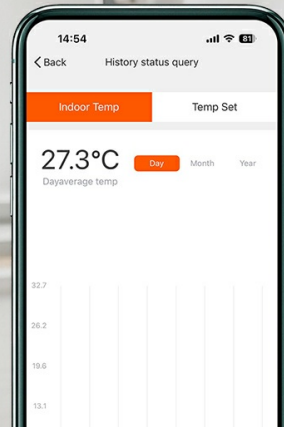 14:54 81
Back History status query
Indoor Temp Temp Set
27.3°C Day Month Year
Dayaverage temp
32.7
26.2
19.6
13.1